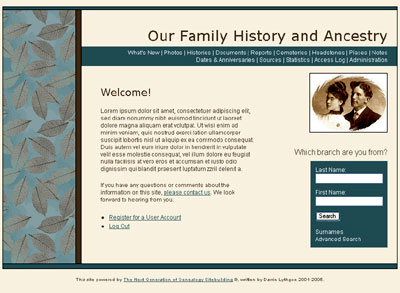 Our Family History and Ancestry
What's New | Photos | Histories | Documents | Reports | Cemeteries | Headstones | Places | Notes
Dates & Anniversaries | Sources | Statistics | Access Log | Administration
Welcome!
Lorem ipsum dolor sit amet, consectetuer adipiscing elit,
sed diam nonummy nibh euismod tincidunt ut laoreet
dolore magna aliquam erat volutpat. Ut wisi enim ad
minim veniam, quis nostrud exerci tation ullamcorper
suscipit lobortis nisl ut aliquip ex ea commodo consequat.
Duis autem vel eum iriure dolor in hendrerit in vulputate
velit esse molestie consequat, vel illum dolore eu feugiat
nulla facilisis at vero eros et accumsan et iusto odio
dignissim qui blandit praesent luptatum zzril delenit a.
If you have any questions or comments about the
information on this site, please contact us. We look
forward to hearing from you.
Register for a User Account
Log Out
Which branch are you from?
Last Name:
First Name:
Search
Surnames
Advanced Search
This site powered by The Next Generation of Genealogy Sitebuilding ©, written by Darrin Lythgoe 2001-2005.